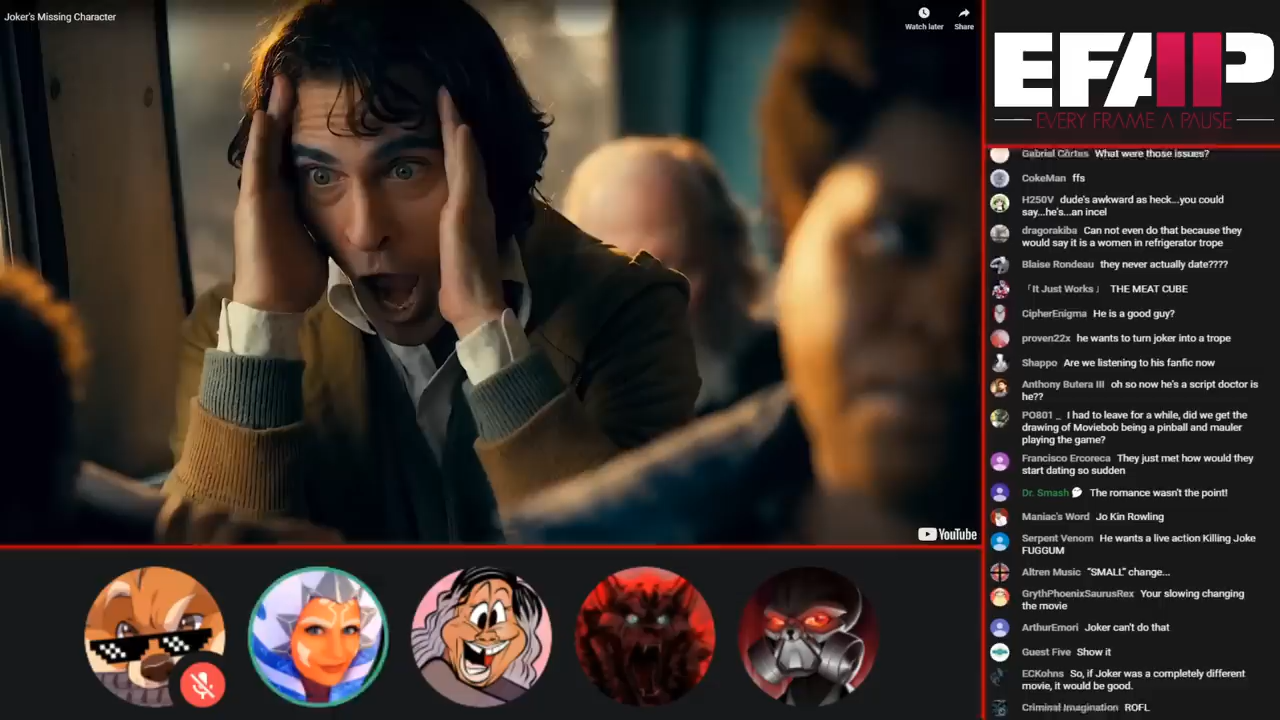 Joker's Missing Character
Watch later
Share
YouTube
EFAP
EVERY FRAME A PAUSE
Gabriel Côrtes What were those issues?
CokeMan ffs
H250V dude's awkward as heck...you could
say...he's...an incel
dragorakiba Can not even do that because they
would say it is a women in refrigerator trope
Blaise Rondeau they never actually date????
「It Just Works」 THE MEAT CUBE
CipherEnigma He is a good guy?
proven22x he wants to turn joker into a trope
Shappo Are we listening to his fanfic now
Anthony Butera III oh so now he's a script doctor is
he??
PO801 _ I had to leave for a while, did we get the
drawing of Moviebob being a pinball and mauler
playing the game?
Francisco Ercoreca They just met how would they
start dating so sudden
Dr. Smash The romance wasn't the point!
Maniac's Word Jo Kin Rowling
Serpent Venom He wants a live action Killing Joke
FUGGUM
Altren Music “SMALL” change...
GrythPhoenixSaurusRex Your slowing changing
the movie
ArthurEmori Joker can't do that
Guest Five Show it
ECKohns So, if Joker was a completely different
movie, it would be good.
Criminal Imagination ROFL